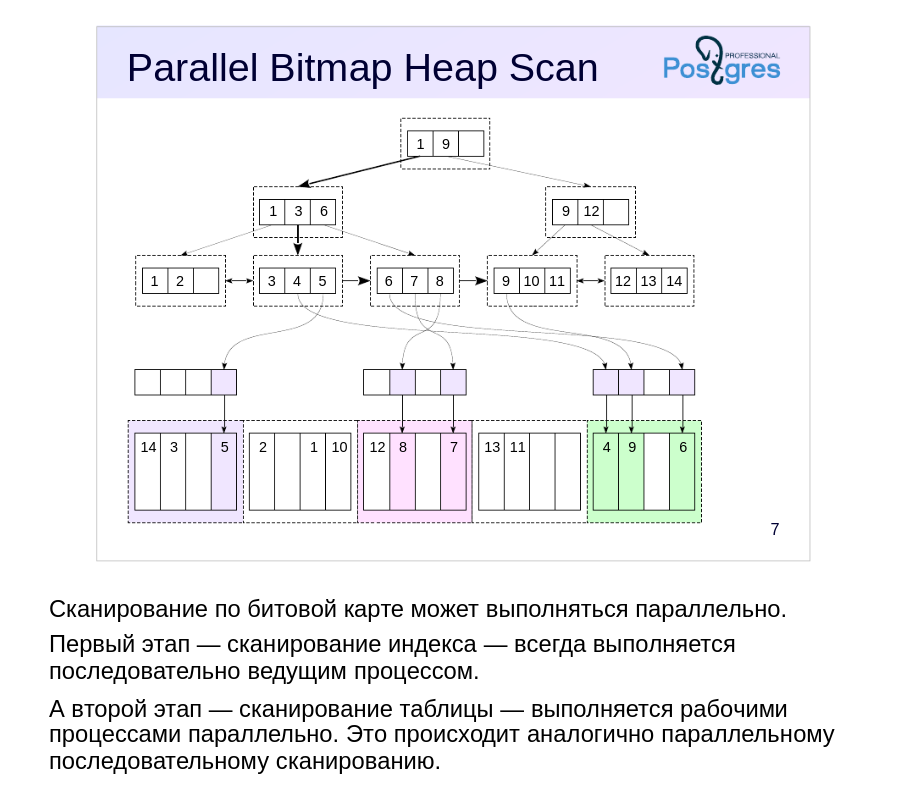 Parallel Bitmap Heap Scan
PROFESSIONAL
Postgres
1 9
1 3 6
9 12
1 2
3 4 5
6 7 8
9 10 11
12 13 14
14 3 5
2 1 10
12 8 7
13 11
4 9 6
7
Сканирование по битовой карте может выполняться параллельно.
Первый этап — сканирование индекса — всегда выполняется
последовательно ведущим процессом.
А второй этап — сканирование таблицы — выполняется рабочими
процессами параллельно. Это происходит аналогично параллельному
последовательному сканированию.